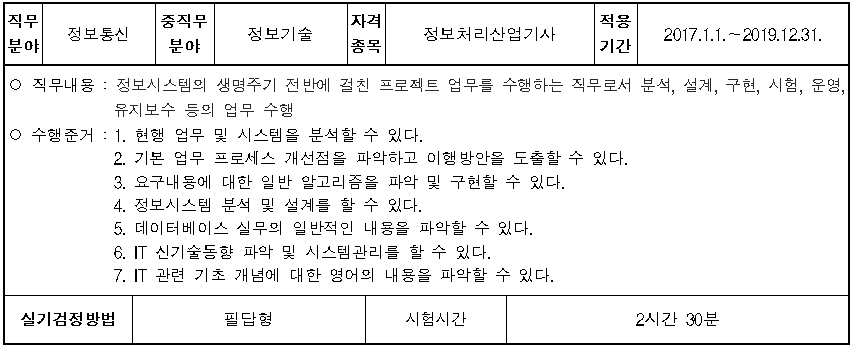 직무 분야 정보통신 중직무 분야 정보기술 자격 종목 정보처리산업기사 적용 기간 2017.1.1.~2019.12.31.
○ 직무내용 : 정보시스템의 생명주기 전반에 걸친 프로젝트 업무를 수행하는 직무로서 분석, 설계, 구현, 시험, 운영,
유지보수 등의 업무 수행
○ 수행준거 : 1. 현행 업무 및 시스템을 분석할 수 있다.
2. 기본 업무 프로세스 개선점을 파악하고 이행방안을 도출할 수 있다.
3. 요구내용에 대한 일반 알고리즘을 파악 및 구현할 수 있다.
4. 정보시스템 분석 및 설계를 할 수 있다.
5. 데이터베이스 실무의 일반적인 내용을 파악할 수 있다.
6. IT 신기술동향 파악 및 시스템관리를 할 수 있다.
7. IT 관련 기초 개념에 대한 영어의 내용을 파악할 수 있다.
실기검정방법 필답형 시험시간 2시간 30분